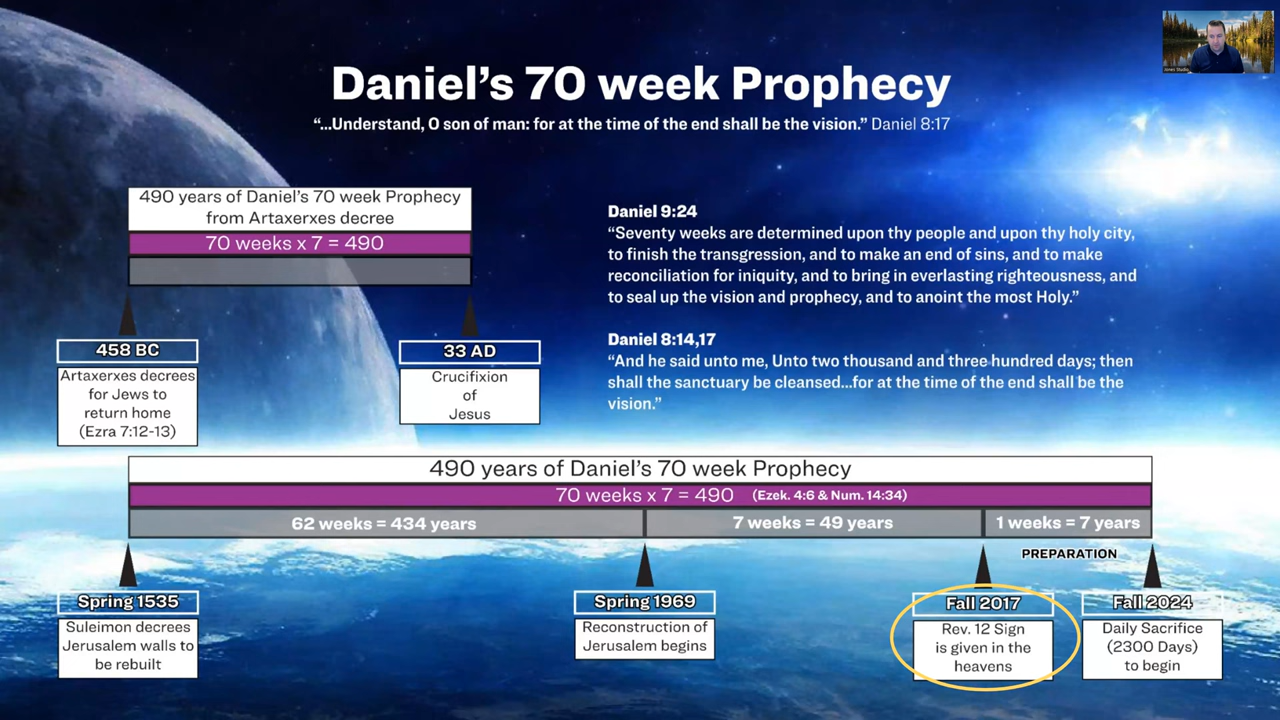 Daniel's 70 week Prophecy
"...Understand, O son of man: for at the time of the end shall be the vision." Daniel 8:17
490 years of Daniel's 70 week Prophecy
from Artaxerxes decree
70 weeks x 7 = 490
458 BC
Artaxerxes decrees
for Jews to
return home
(Ezra 7:12-13)
33 AD
Crucifixion
of
Jesus
Daniel 9:24
"Seventy weeks are determined upon thy people and upon thy holy city,
to finish the transgression, and to make an end of sins, and to make
reconciliation for iniquity, and to bring in everlasting righteousness, and
to seal up the vision and prophecy, and to anoint the most Holy."
Daniel 8:14,17
"And he said unto me, Unto two thousand and three hundred days; then
shall the sanctuary be cleansed...for at the time of the end shall be the
vision."
490 years of Daniel's 70 week Prophecy
70 weeks x 7 = 490 (Ezek. 4:6 & Num. 14:34)
62 weeks = 434 years
7 weeks = 49 years
1 weeks = 7 years
PREPARATION
Spring 1535
Suleimon decrees
Jerusalem walls to
be rebuilt
Spring 1969
Reconstruction of
Jerusalem begins
Fall 2017
Rev. 12 Sign
is given in the
heavens
Fall 2024
Daily Sacrifice
(2300 Days)
to begin